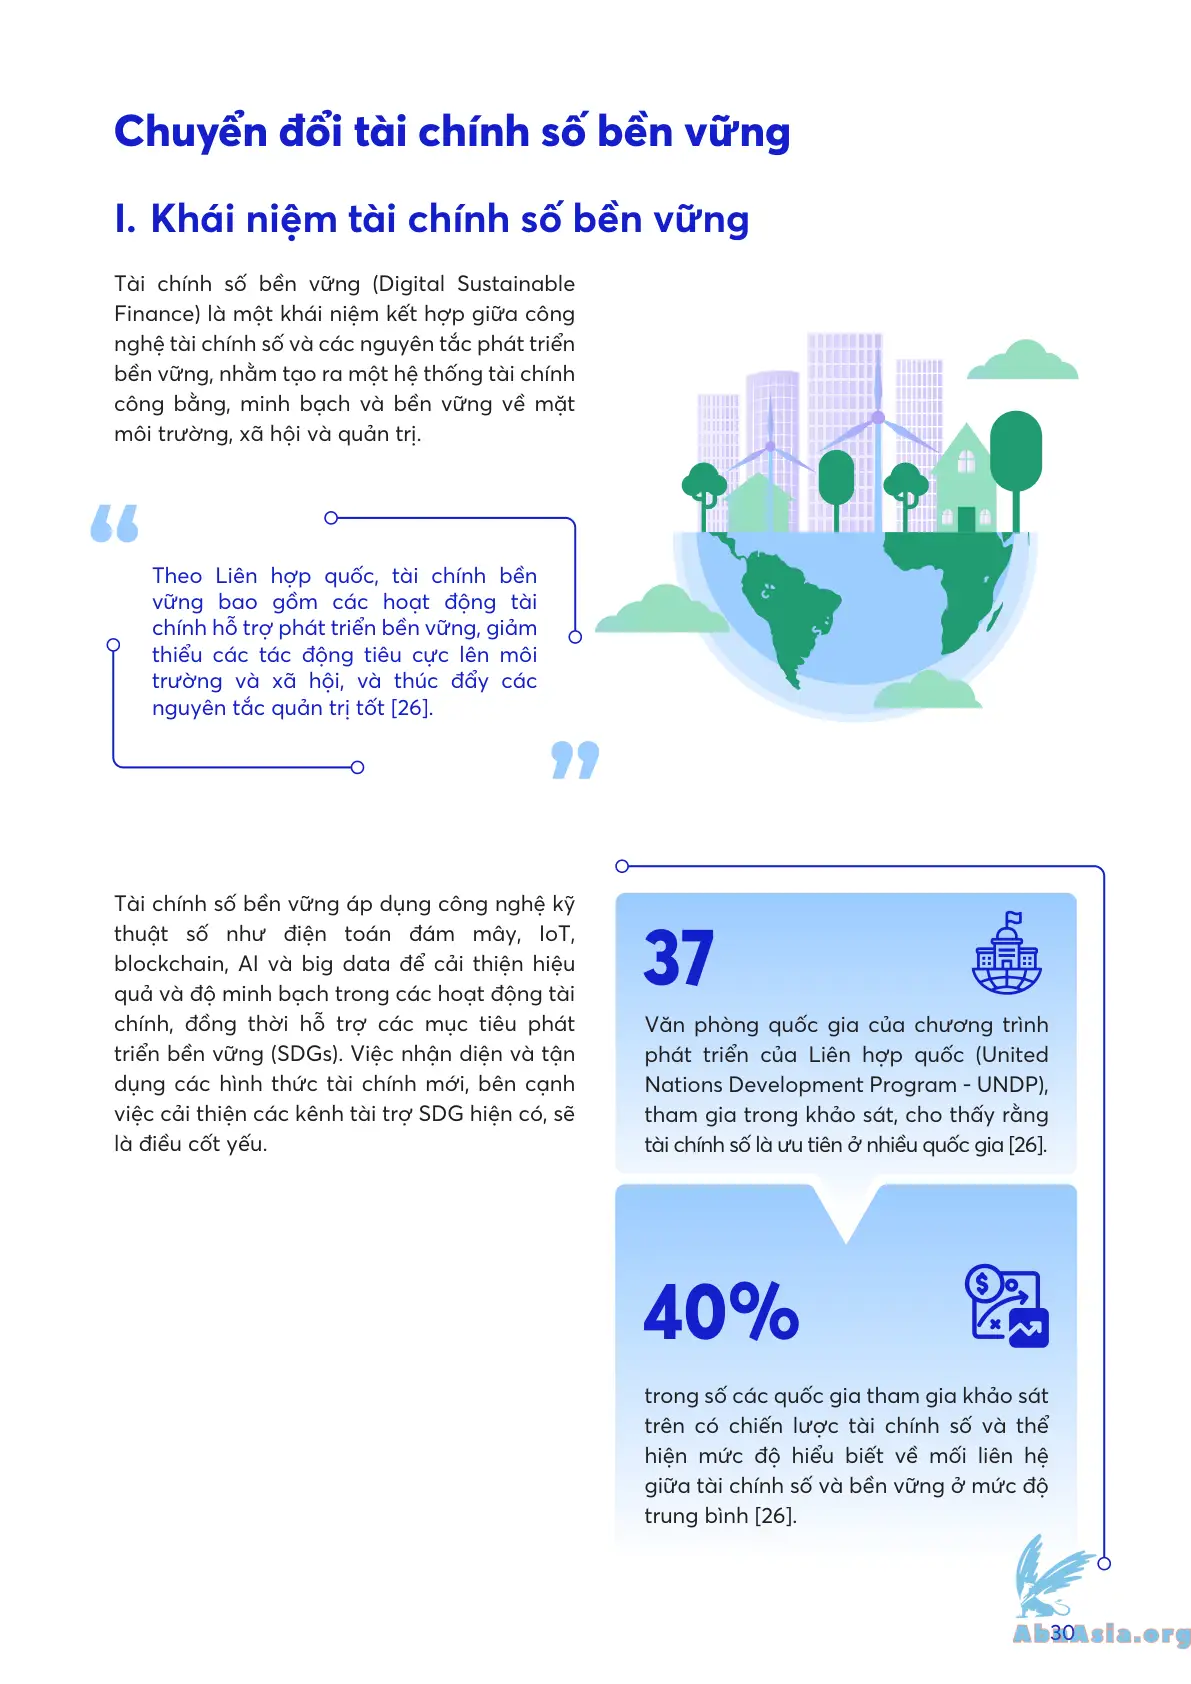 Chuyển đổi tài chính số bền vững
I. Khái niệm tài chính số bền vững
Tài chính số bền vững (Digital Sustainable
Finance) là một khái niệm kết hợp giữa công
nghệ tài chính số và các nguyên tắc phát triển
bền vững, nhằm tạo ra một hệ thống tài chính
công bằng, minh bạch và bền vững về mặt
môi trường, xã hội và quản trị.
“
Theo Liên hợp quốc, tài chính bền
vững bao gồm các hoạt động tài
chính hỗ trợ phát triển bền vững, giảm
thiểu các tác động tiêu cực lên môi
trường và xã hội, và thúc đẩy các
nguyên tắc quản trị tốt [26].
”
Tài chính số bền vững áp dụng công nghệ kỹ
thuật số như điện toán đám mây, IoT,
blockchain, AI và big data để cải thiện hiệu
quả và độ minh bạch trong các hoạt động tài
chính, đồng thời hỗ trợ các mục tiêu phát
triển bền vững (SDGs). Việc nhận diện và tận
dụng các hình thức tài chính mới, bên cạnh
việc cải thiện các kênh tài trợ SDG hiện có, sẽ
là điều cốt yếu.
37
Văn phòng quốc gia của chương trình
phát triển của Liên hợp quốc (United
Nations Development Program - UNDP),
tham gia trong khảo sát, cho thấy rằng
tài chính số là ưu tiên ở nhiều quốc gia [26].
40%
trong số các quốc gia tham gia khảo sát
trên có chiến lược tài chính số và thể
hiện mức độ hiểu biết về mối liên hệ
giữa tài chính số và bền vững ở mức độ
trung bình [26].
30